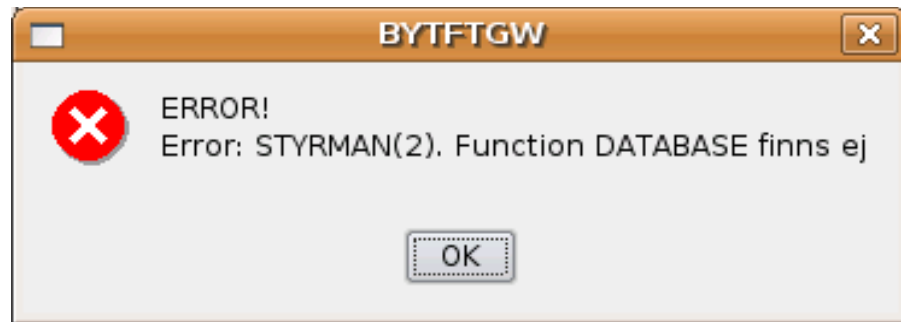 BYTFTGW
ERROR!
Error: STYRMAN(2). Function DATABASE finns ej
OK